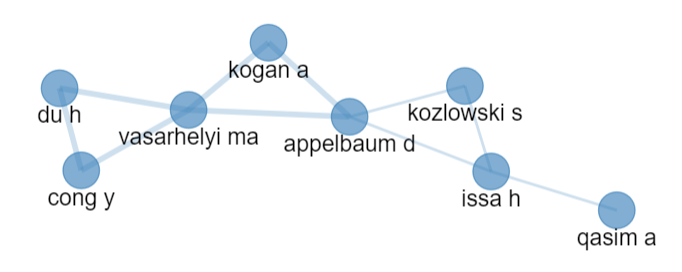 kogan a
du h
kozlowski s
vasarhelyi ma
appelbaum d
cong y
issa h
qasim a